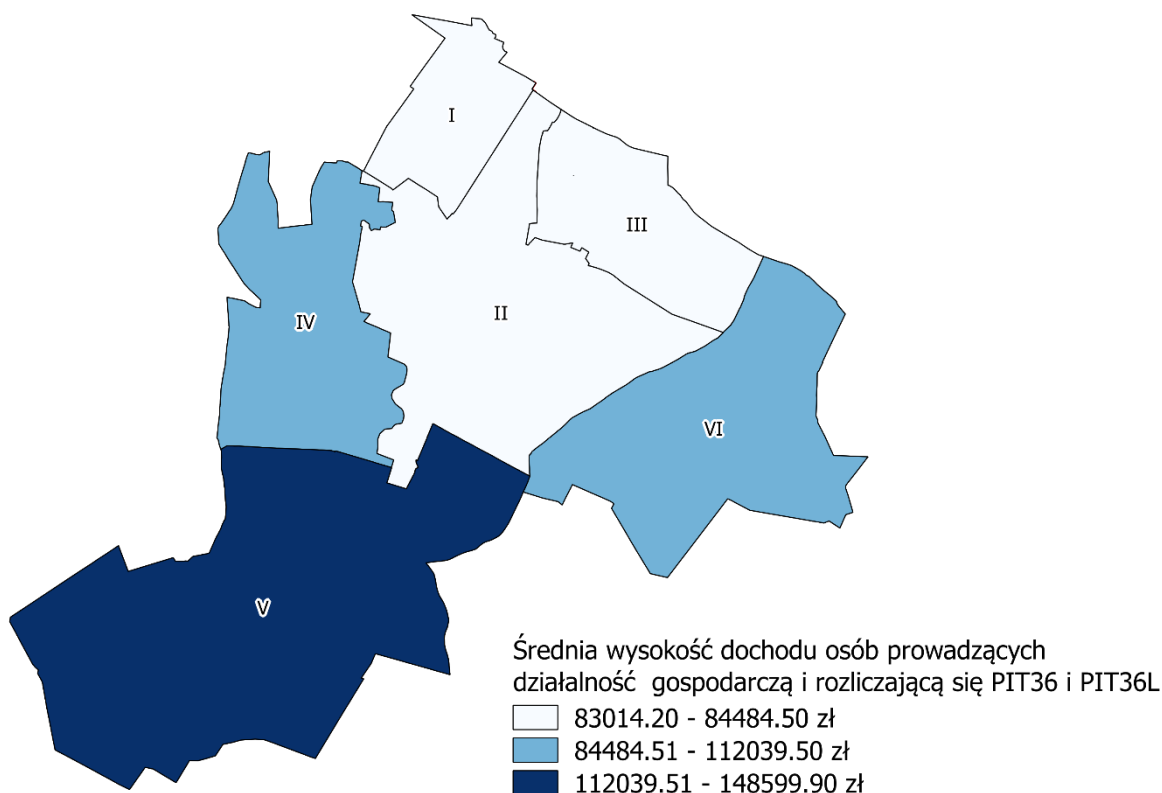 I
III
II
IV
VI
V
Średnia wysokość dochodu osób prowadzących
działalność  gospodarczą i rozliczającą się PIT36 i PIT36L
83014.20 - 84484.50 zł
84484.51 - 112039.50 zł
112039.51 - 148599.90 zł